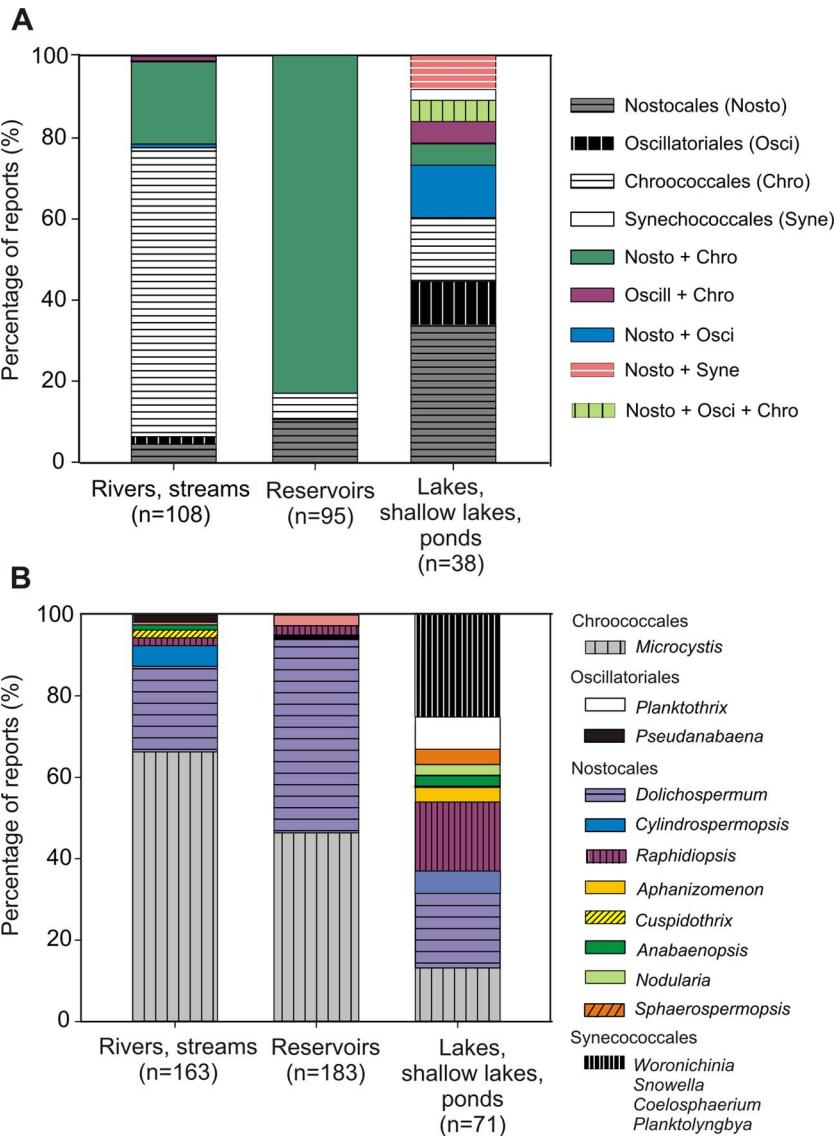 A
Percentage of reports (%)
100
80
60
40
20
0
Rivers, streams
(n=108)
Reservoirs
(n=95)
Lakes,
shallow lakes,
ponds
(n=38)
Nostocales (Nosto)
Oscillatoriales (Osci)
Chroococcales (Chro)
Synechococcales (Syne)
Nosto + Chro
Oscill + Chro
Nosto + Osci
Nosto + Syne
Nosto + Osci + Chro
B
Percentage of reports (%)
100
80
60
40
20
0
Rivers, streams
(n=163)
Reservoirs
(n=183)
Lakes,
shallow lakes,
ponds
(n=71)
Chroococcales
Microcystis
Oscillatoriales
Planktothrix
Pseudanabaena
Nostocales
Dolichospermum
Cylindrospermopsis
Raphidiopsis
Aphanizomenon
Cuspidothrix
Anabaenopsis
Nodularia
Sphaerospermopsis
Synecococcales
Woronichinia
Snowella
Coelosphaerium
Planktolyngbya